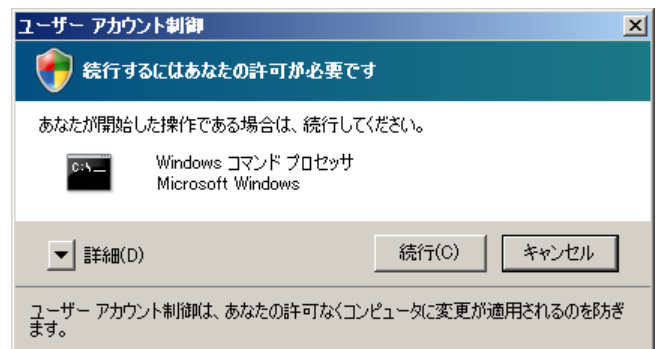 ユーザー アカウント制御
続行するにはあなたの許可が必要です
あなたが開始した操作である場合は、続行してください。
C:\_
Windows コマンド プロセッサ
Microsoft Windows
詳細(D)
続行(C)
キャンセル
ユーザー アカウント制御は、あなたの許可なくコンピュータに変更が適用されるのを防ぎ
ます。